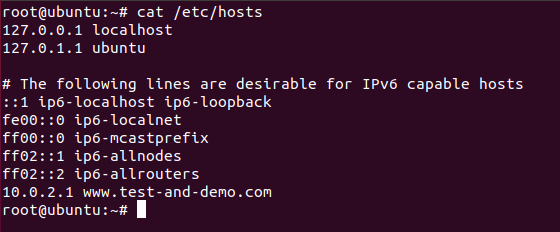 root@ubuntu:~# cat /etc/hosts
127.0.0.1 localhost
127.0.1.1 ubuntu
# The following lines are desirable for IPv6 capable hosts
::1 ip6-localhost ip6-loopback
fe00::0 ip6-localnet
ff00::0 ip6-mcastprefix
ff02::1 ip6-allnodes
ff02::2 ip6-allrouters
10.0.2.1 www.test-and-demo.com
root@ubuntu:~#